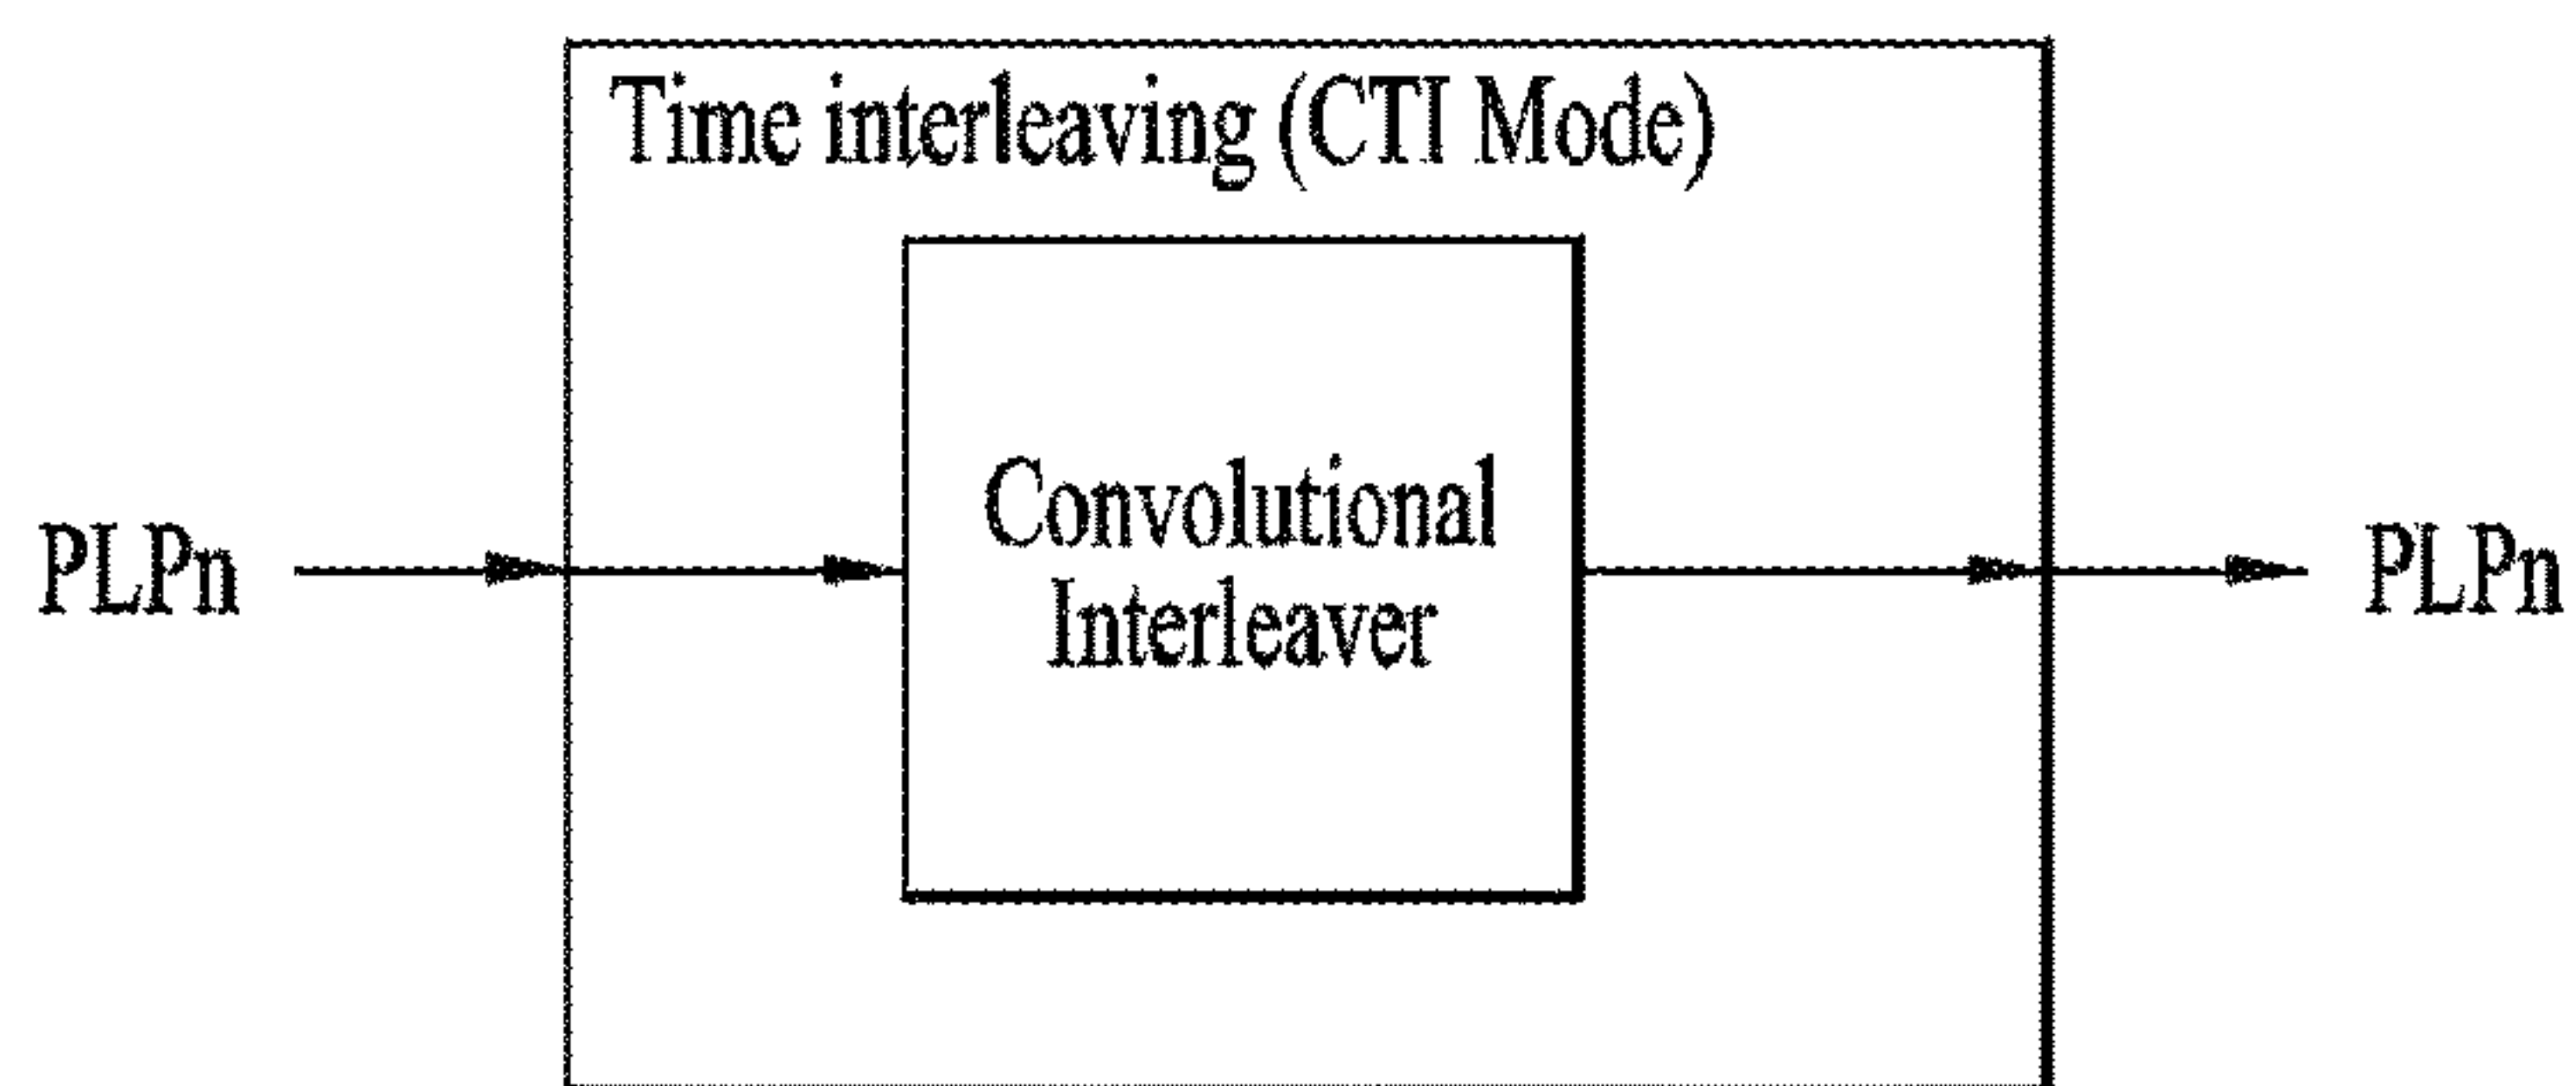 Time interleaving (CTI Mode)
PLPn
Convolutional
Interleaver
PLPn